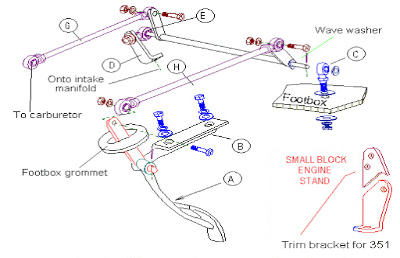 G
E
Wave washer
D
C
Onto intake
manifold
H
Footbox
To carburetor
B
SMALL BLOCK
ENGINE
STAND
Footbox grommet
A
Trim bracket for 351